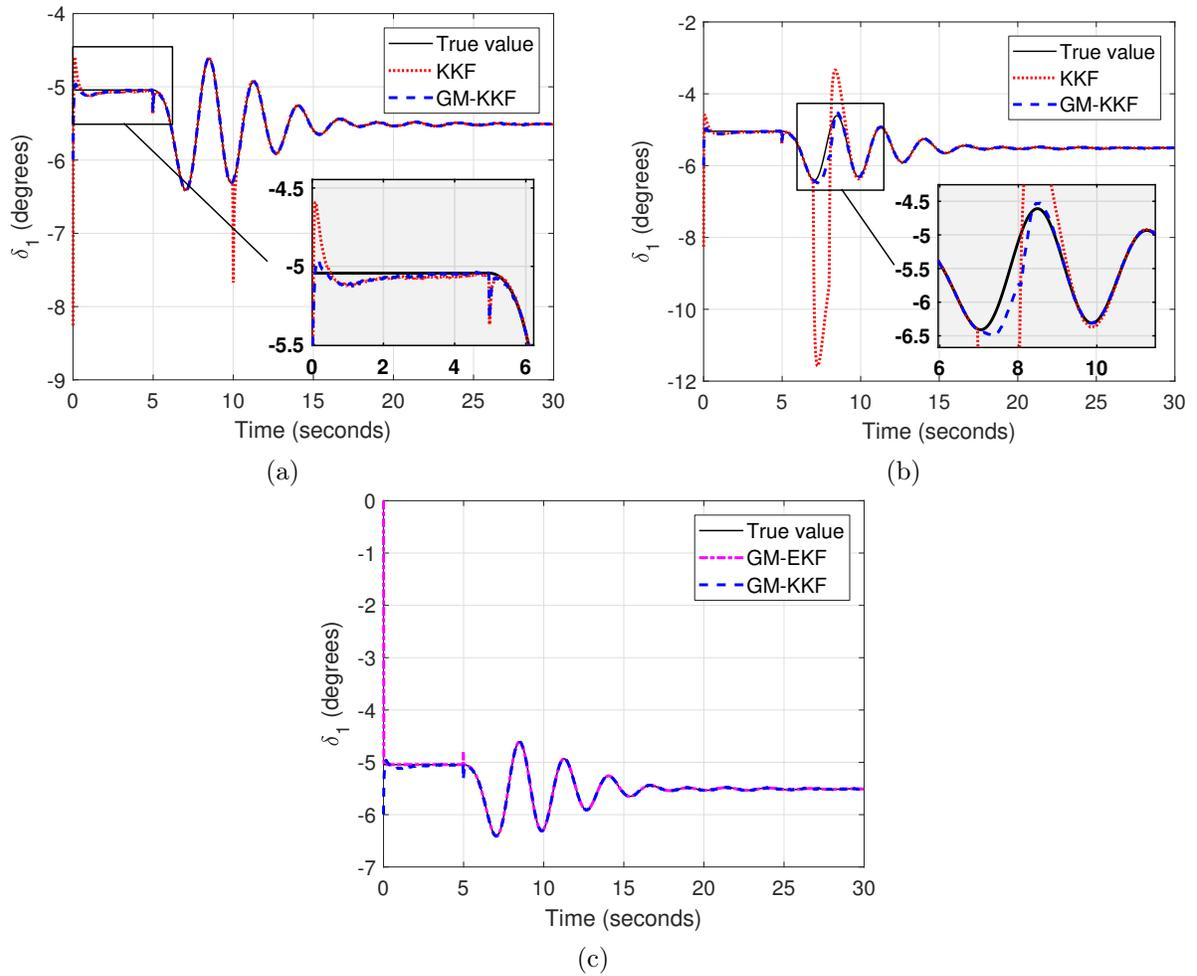 -4
-5
-6
-7
-8
-9
δ1 (degrees)
True value
KKF
GM-KKF
-4.5
-5
-5.5
0 2 4 6
0 5 10 15 20 25 30
Time (seconds)
(a)
-2
-4
-6
-8
-10
-12
δ1 (degrees)
True value
KKF
GM-KKF
-4.5
-5
-5.5
-6
-6.5
6 8 10
0 5 10 15 20 25 30
Time (seconds)
(b)
0
-1
-2
-3
-4
-5
-6
-7
δ1 (degrees)
True value
GM-EKF
GM-KKF
0 5 10 15 20 25 30
Time (seconds)
(c)